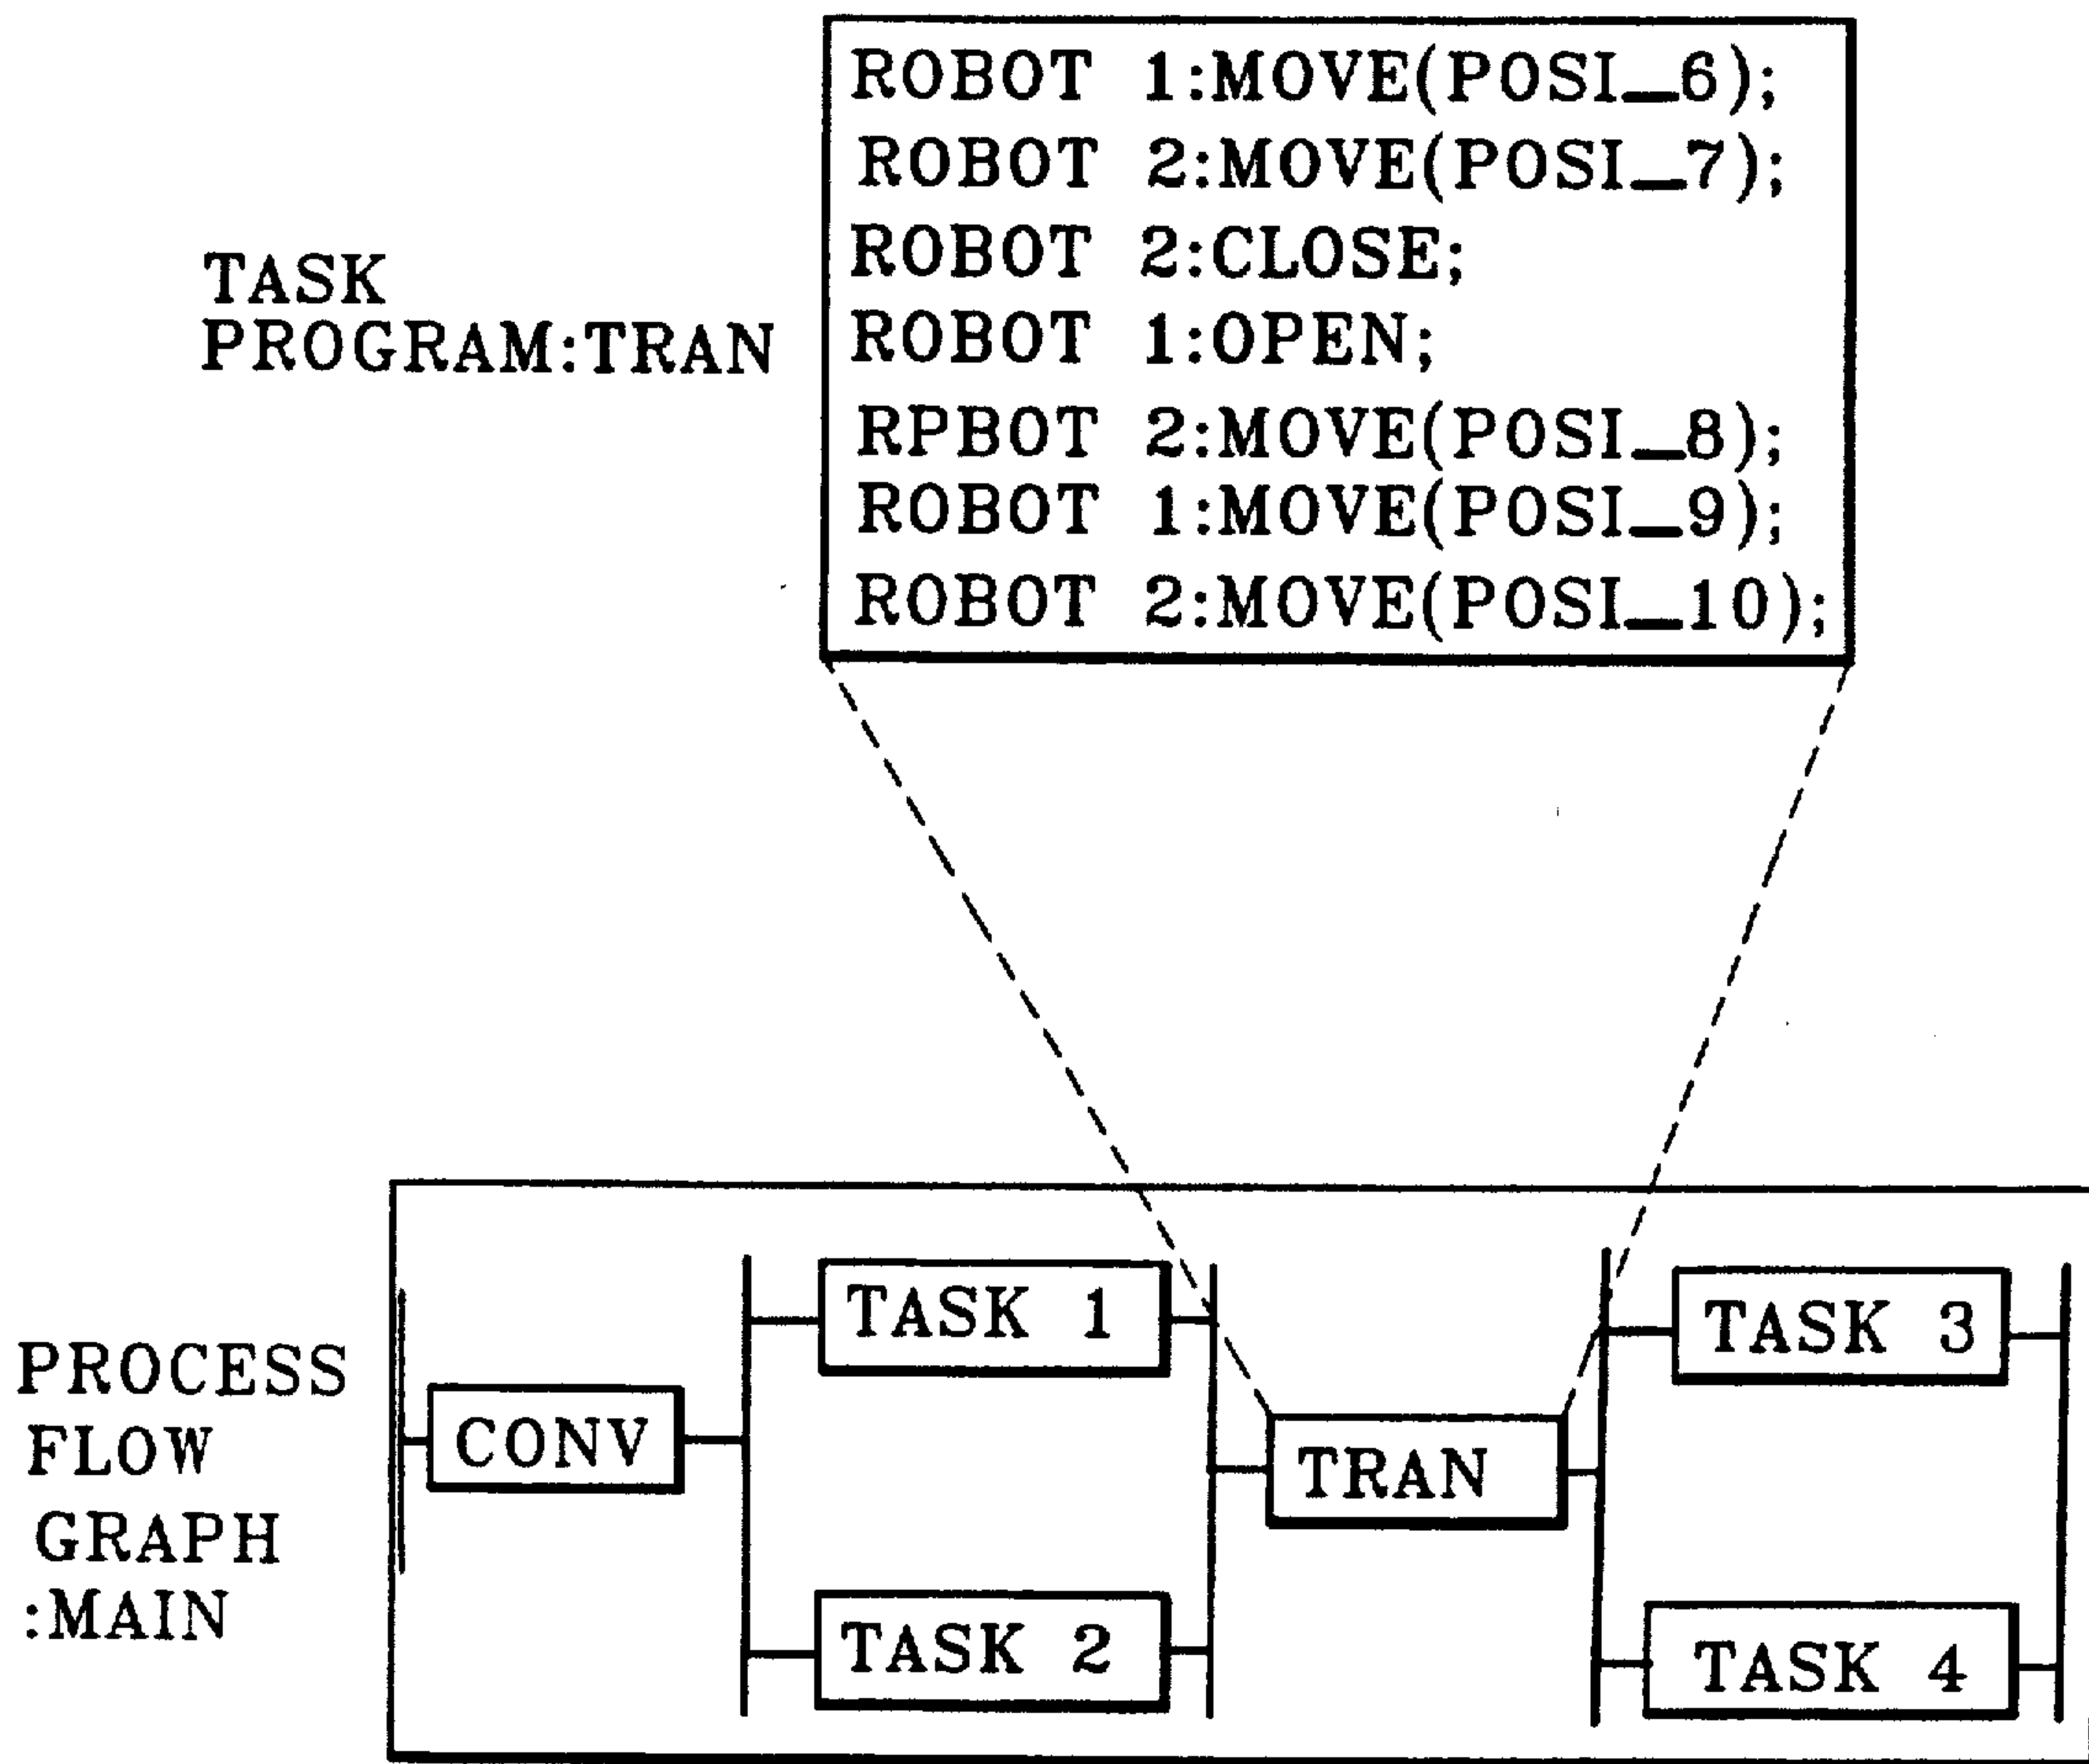 ROBOT 1:MOVE(POSI_6);
ROBOT 2:MOVE(POSI_7);
ROBOT 2:CLOSE;
ROBOT 1:OPEN;
RPBOT 2:MOVE(POSI_8);
ROBOT 1:MOVE(POSI_9);
ROBOT 2:MOVE(POSI_10);
TASK
PROGRAM:TRAN
PROCESS
FLOW
GRAPH
:MAIN
CONV
TASK 1
TASK 2
TRAN
TASK 3
TASK 4